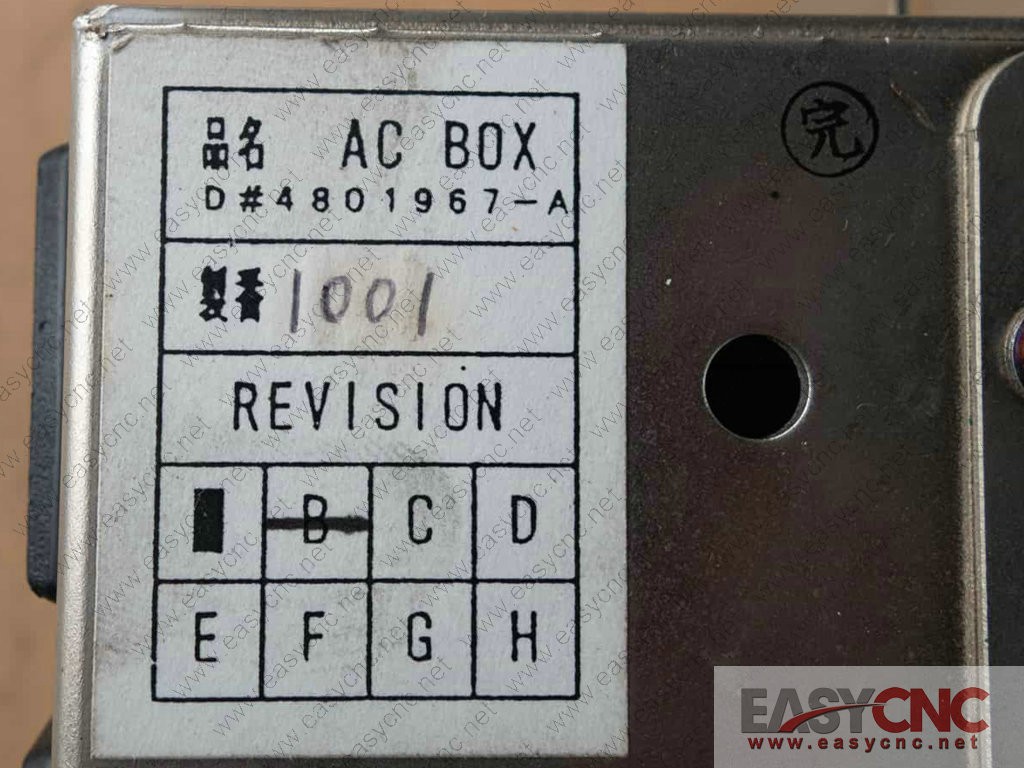 品名 AC BOX
D#4801967-A
製番 1001
REVISION
B C D
E F G H
完
EASYCNC
www.easycnc.net